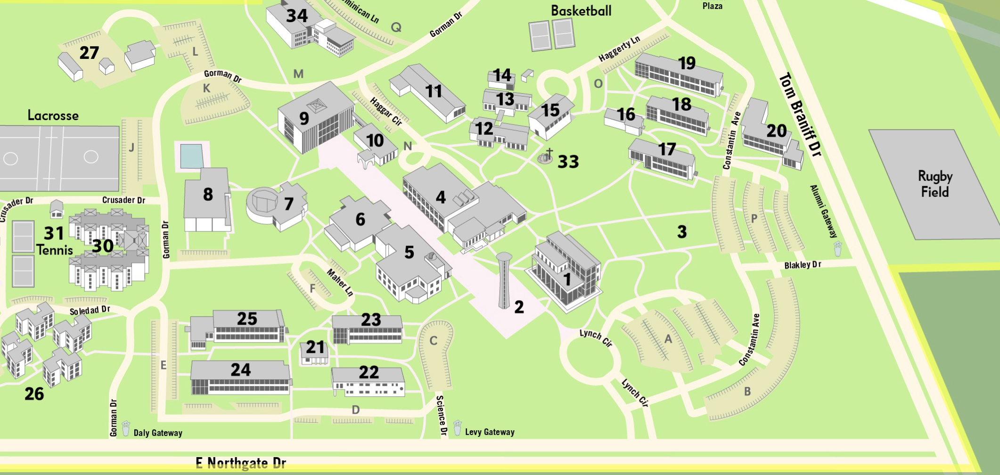 34
minican Ln
Q
Gorman Dr
Basketball
Plaza
27
L
Gorman Dr
K
M
Haggerty Ln
19
14
11
13
15
O
18
16
12
17
20
Tom Braniff Dr
Constantin Ave
33
Lacrosse
J
9
10
Haggar Cir
N
Rugby
Field
Crusader Dr
Crusader Dr
8
7
4
6
5
3
P
Alumni Gateway
31
Tennis
30
Gorman Dr
Blakley Dr
F
Maher Ln
1
2
Soledad Dr
25
23
21
24
22
E
C
D
Lynch Cir
A
Constantin Ave
B
Lynch Cir
26
Gorman Dr
Daly Gateway
Science Dr
Levy Gateway
E Northgate Dr